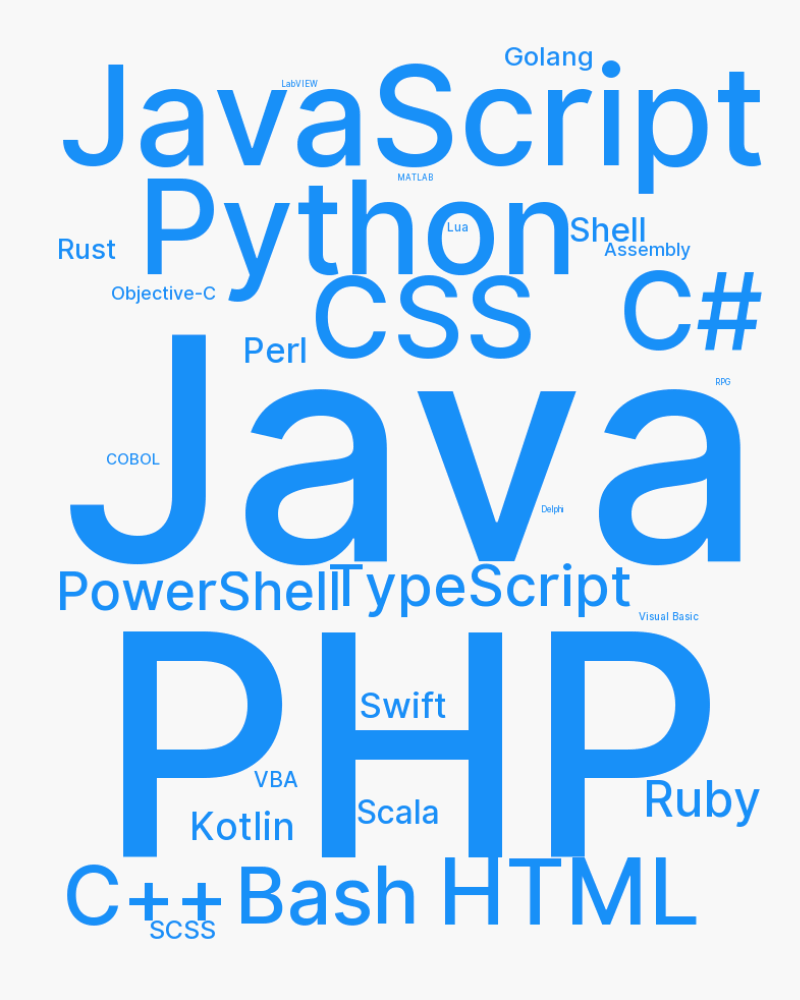 Golang
LabVIEW
JavaScript
MATLAB
Python
Lua
Shell
Rust
Assembly
Objective-C
CSS
C#
Perl
RPG
Java
COBOL
Delphi
PowerShell
TypeScript
Visual Basic
PHP
Swift
VBA
Ruby
Scala
Kotlin
C++
Bash
HTML
SCSS